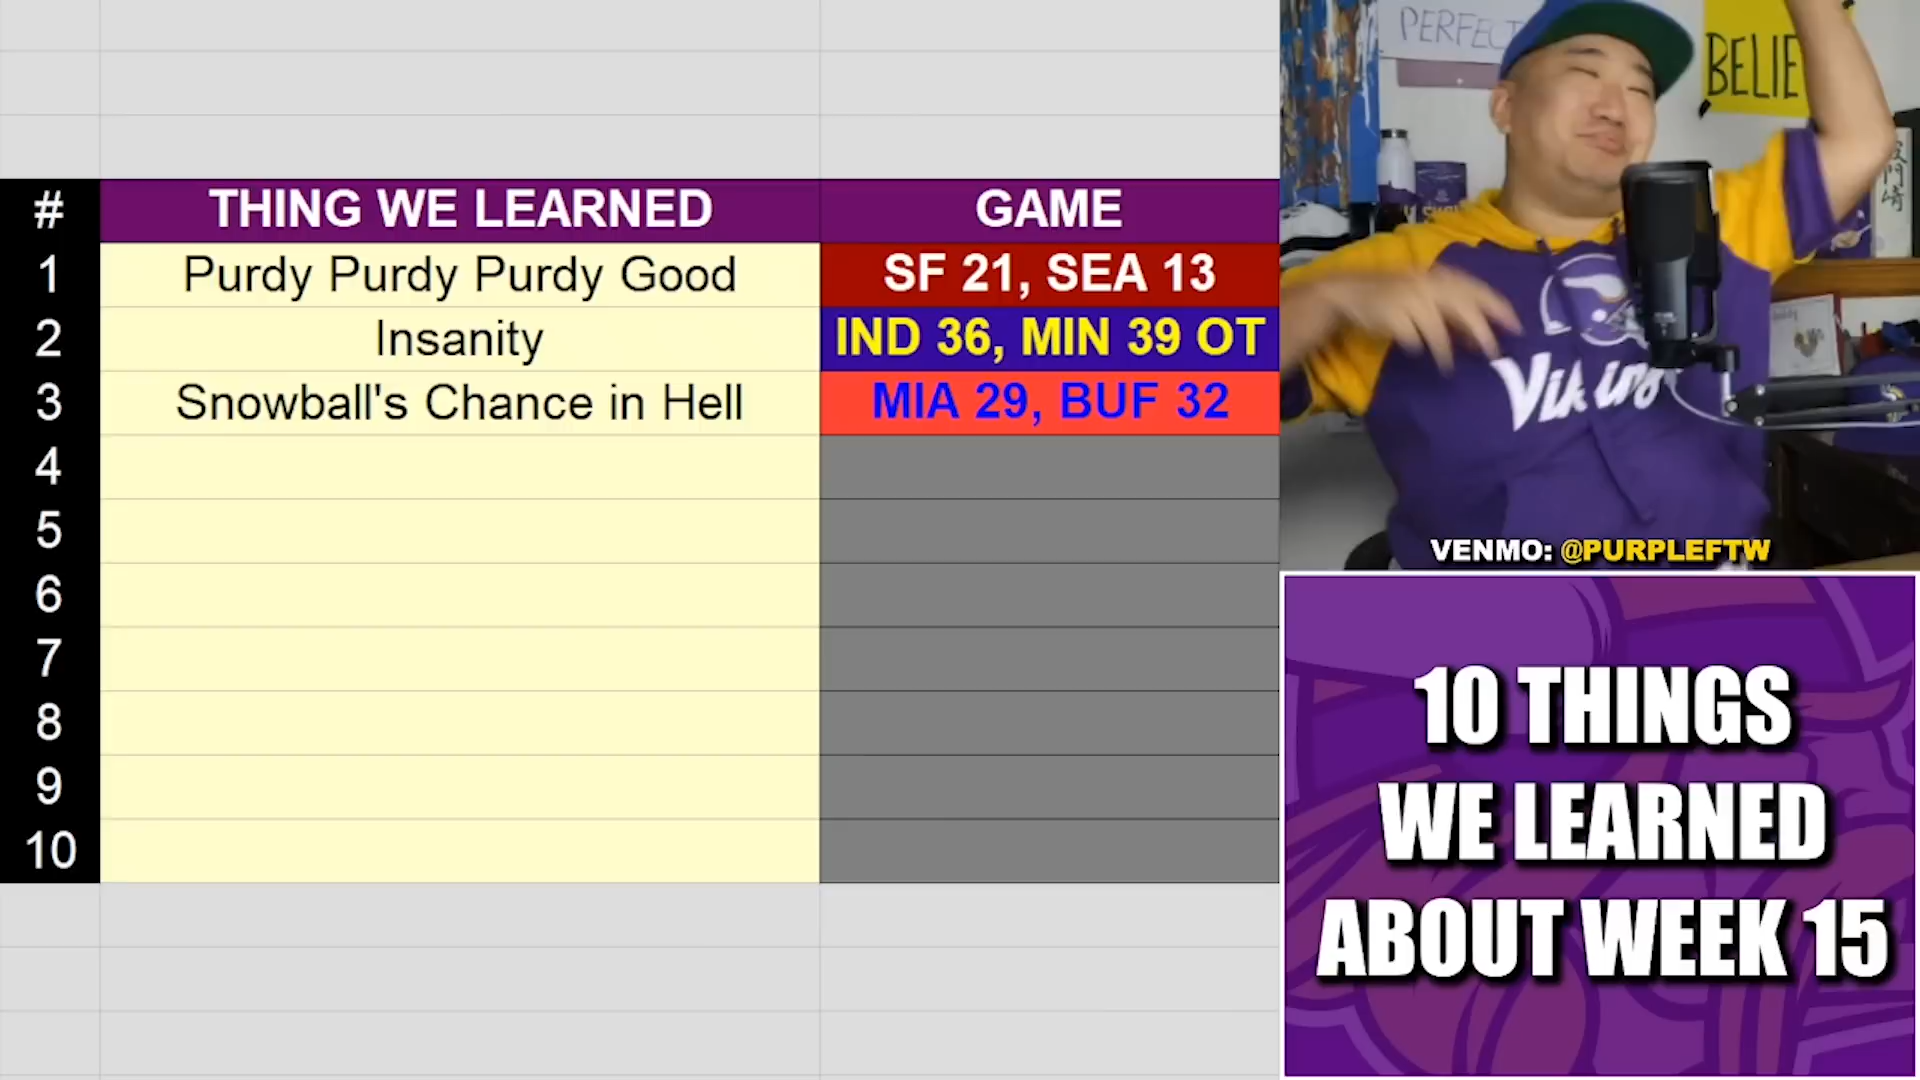 # THING WE LEARNED GAME
1 Purdy Purdy Purdy Good SF 21, SEA 13
2 Insanity IND 36, MIN 39 OT
3 Snowball's Chance in Hell MIA 29, BUF 32
4
5
6
7
8
9
10
PERFECT
BELIE
VIKINGS
VENMO: @PURPLEFTW
10 THINGS
WE LEARNED
ABOUT WEEK 15